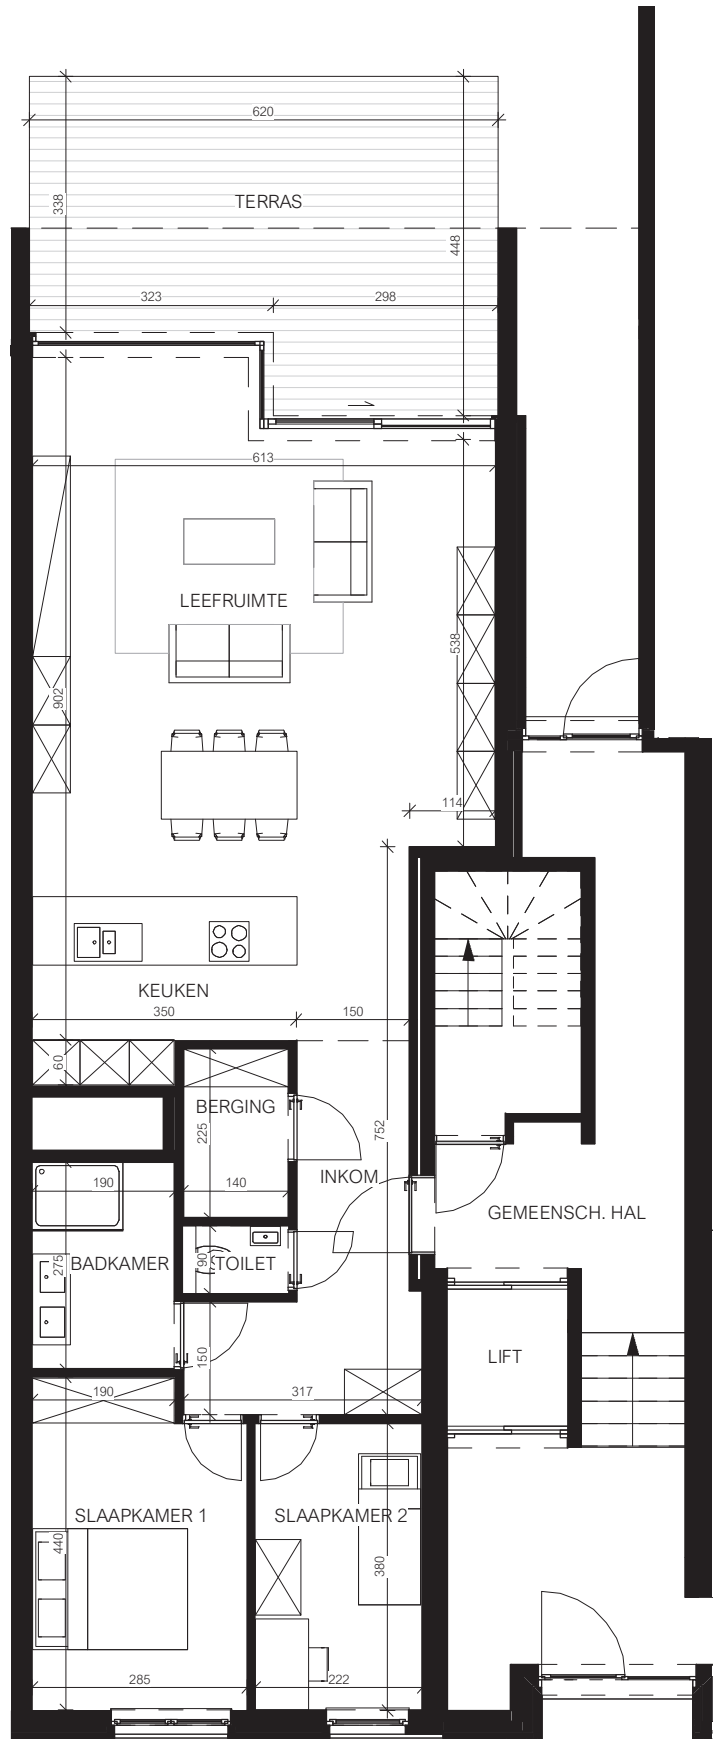 620
338
TERRAS
448
323
298
613
LEEFRUIMTE
538
902
114
KEUKEN
350
150
60
BERGING
225
752
140
INKOM
190
GEMEENSCH. HAL
BADKAMER
275
90
TOILET
150
LIFT
190
317
SLAAPKAMER 1
SLAAPKAMER 2
440
380
285
222